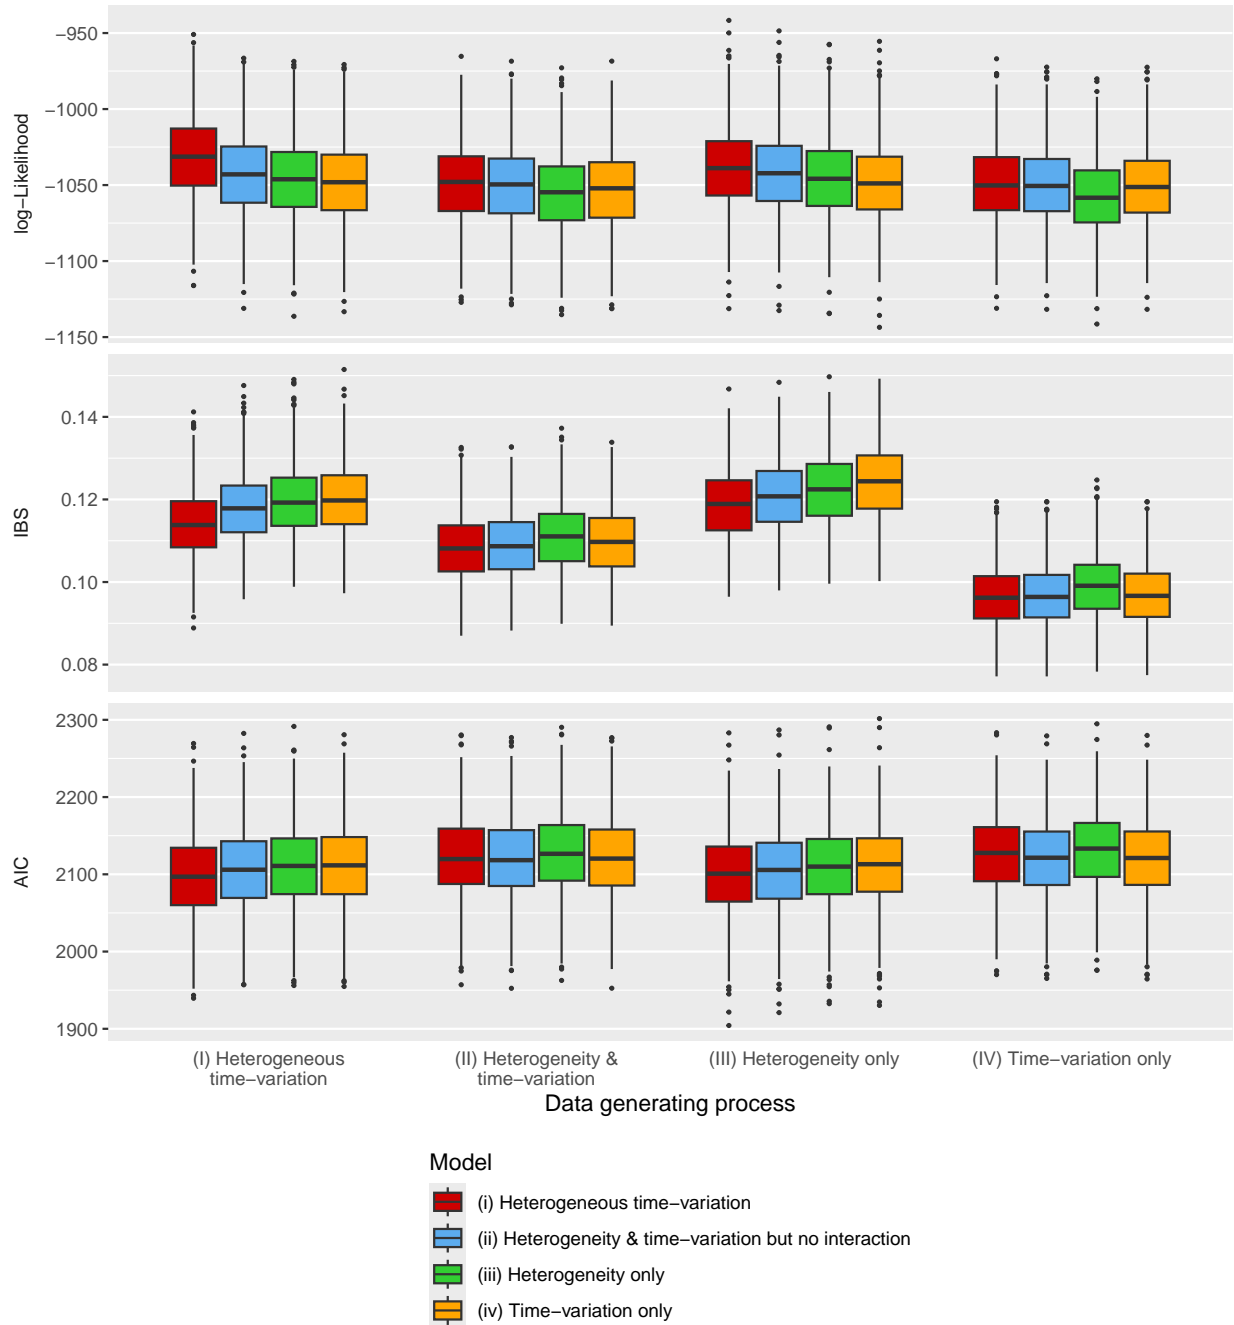 −950
−1000
−1050
−1100
−1150
log−Likelihood
0.14
0.12
0.10
0.08
IBS
2300
2200
2100
2000
1900
AIC
(I) Heterogeneous
time−variation
(II) Heterogeneity &
time−variation
(III) Heterogeneity only
(IV) Time−variation only
Data generating process
Model
(i) Heterogeneous time−variation
(ii) Heterogeneity & time−variation but no interaction
(iii) Heterogeneity only
(iv) Time−variation only